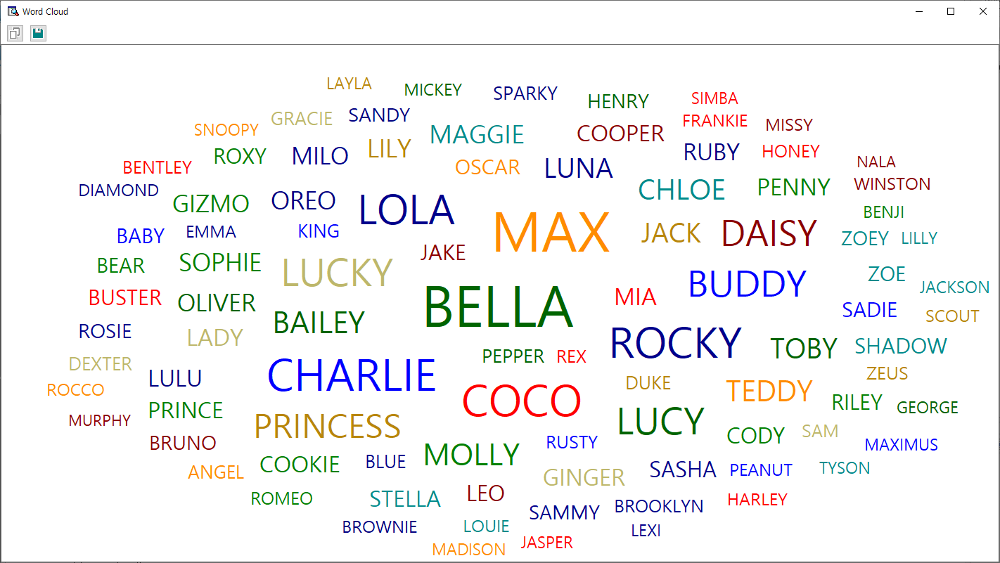 Word Cloud
LAYLA
MICKEY
SPARKY
HENRY
SIMBA
GRACIE
SANDY
FRANKIE
MISSY
SNOOPY
MAGGIE
COOPER
ROXY
MILO
LILY
RUBY
HONEY
BENTLEY
OSCAR
LUNA
NALA
DIAMOND
GIZMO
OREO
LOLA
CHLOE
PENNY
WINSTON
BENJI
BABY
EMMA
KING
MAX
JACK
DAISY
ZOEY
LILLY
BEAR
SOPHIE
LUCKY
JAKE
BUDDY
ZOE
BUSTER
OLIVER
BELLA
MIA
JACKSON
SADIE
SCOUT
ROSIE
LADY
BAILEY
ROCKY
TOBY
SHADOW
DEXTER
PEPPER
REX
ZEUS
ROCCO
LULU
CHARLIE
COCO
DUKE
TEDDY
RILEY
GEORGE
MURPHY
PRINCE
PRINCESS
LUCY
CODY
SAM
BRUNO
MOLLY
RUSTY
MAXIMUS
ANGEL
COOKIE
BLUE
GINGER
SASHA
PEANUT
TYSON
ROMEO
STELLA
LEO
SAMMY
BROOKLYN
HARLEY
BROWNIE
LOUIE
LEXI
MADISON
JASPER